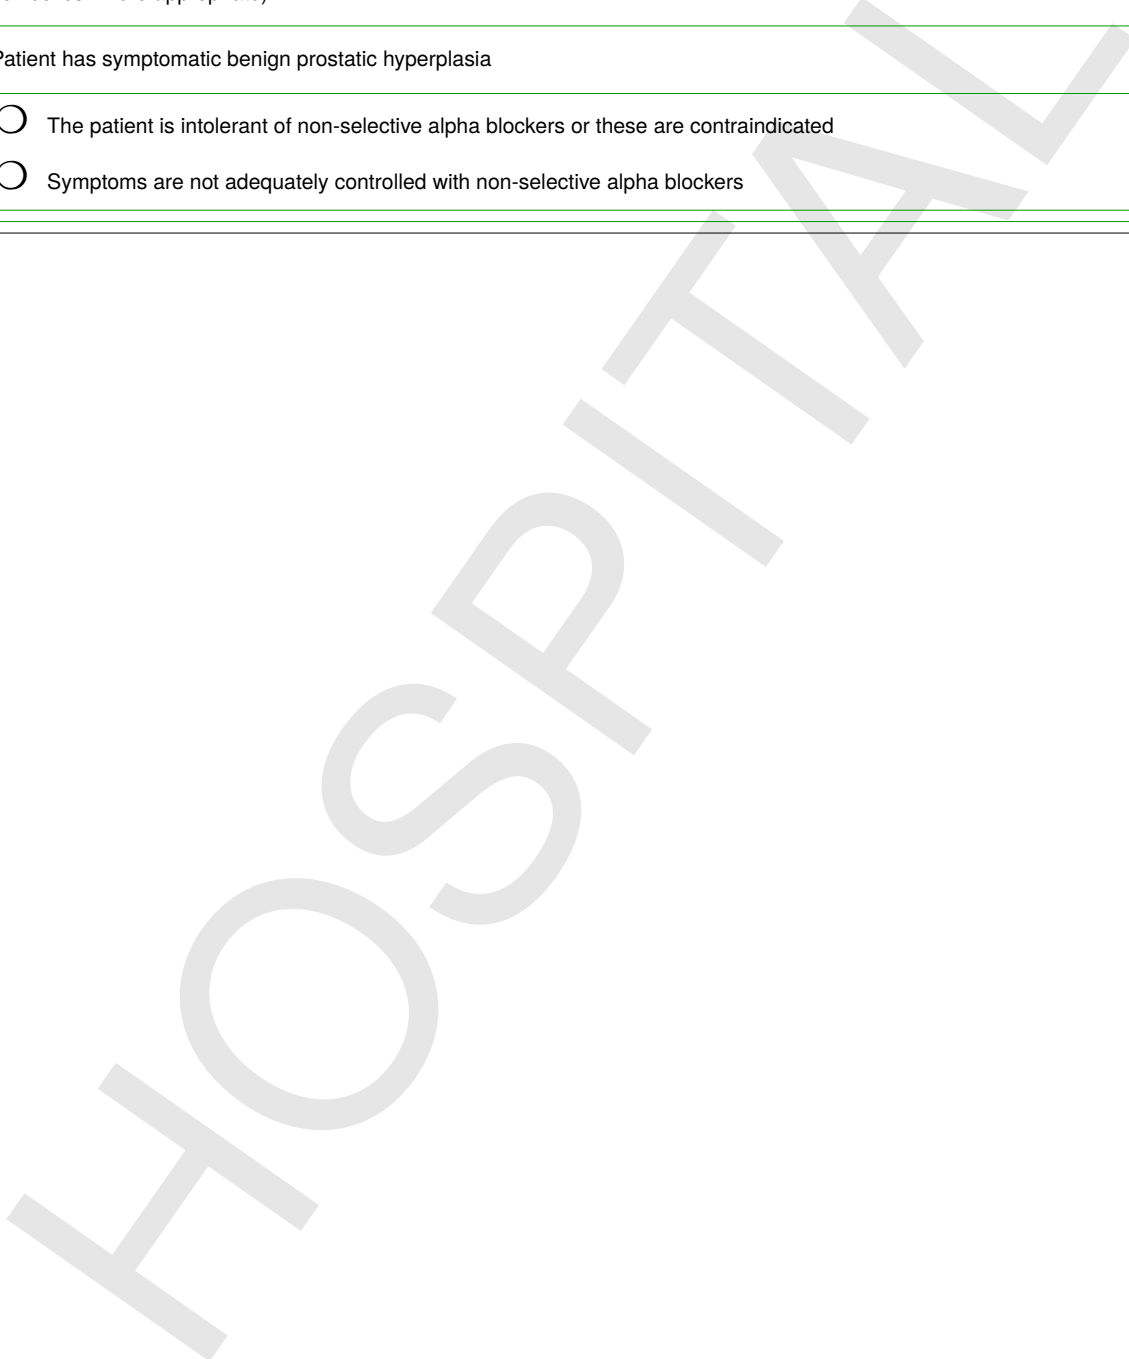 Patient has symptomatic benign prostatic hyperplasia
The patient is intolerant of non-selective alpha blockers or these are contraindicated
Symptoms are not adequately controlled with non-selective alpha blockers
HOSPITAL